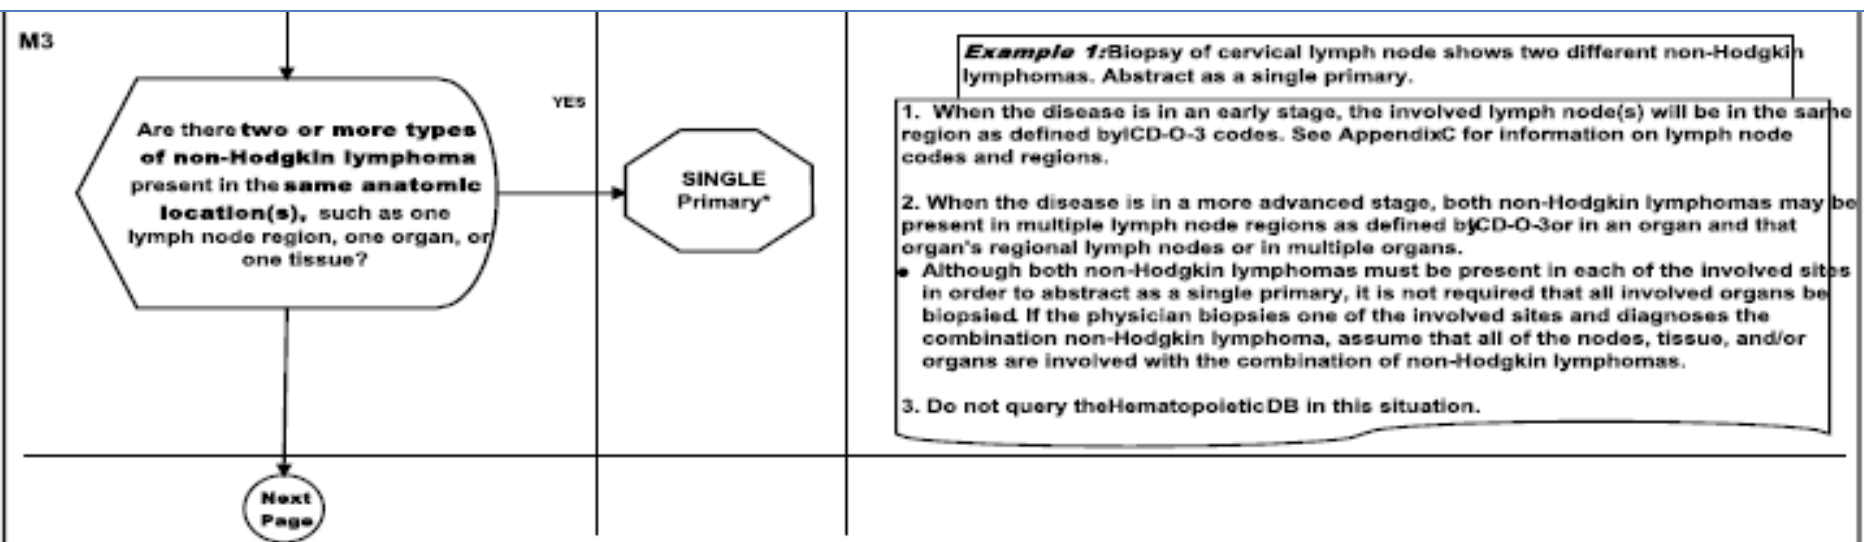 M3
Are there two or more types
of non-Hodgkin lymphoma
present in the same anatomic
location(s), such as one
lymph node region, one organ, or
one tissue?
YES
SINGLE
Primary*
Next
Page
Example 1:Biopsy of cervical lymph node shows two different non-Hodgkin
lymphomas. Abstract as a single primary.
1. When the disease is in an early stage, the involved lymph node(s) will be in the same
region as defined byICD-O-3 codes. See AppendixC for information on lymph node
codes and regions.
2. When the disease is in a more advanced stage, both non-Hodgkin lymphomas may be
present in multiple lymph node regions as defined byICD-O-3or in an organ and that
organ's regional lymph nodes or in multiple organs.
• Although both non-Hodgkin lymphomas must be present in each of the involved sites
in order to abstract as a single primary, it is not required that all involved organs be
biopsied. If the physician biopsies one of the involved sites and diagnoses the
combination non-Hodgkin lymphoma, assume that all of the nodes, tissue, and/or
organs are involved with the combination of non-Hodgkin lymphomas.
3. Do not query theHematopoieticDB in this situation.